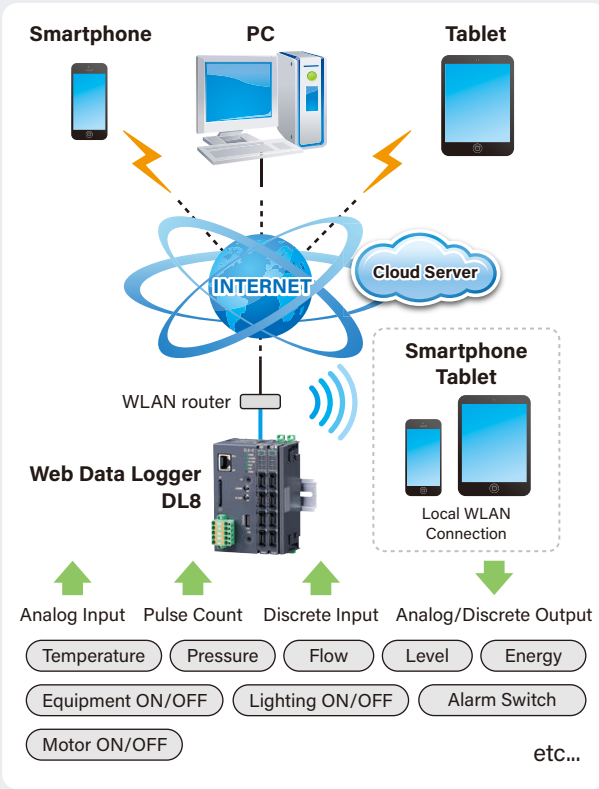 Smartphone
PC
Tablet
INTERNET
Cloud Server
WLAN router
Smartphone
Tablet
Local WLAN
Connection
Web Data Logger
DL8
Analog Input
Pulse Count
Discrete Input
Analog/Discrete Output
Temperature
Pressure
Flow
Level
Energy
Equipment ON/OFF
Lighting ON/OFF
Alarm Switch
Motor ON/OFF
etc...